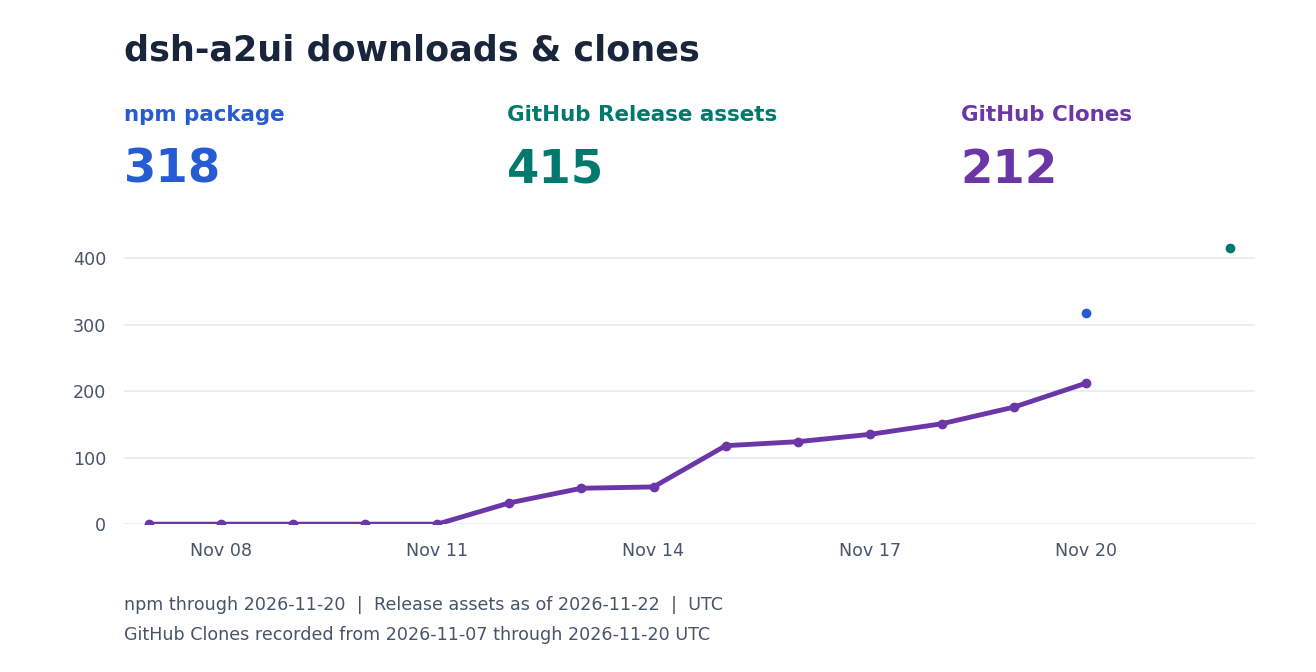 dsh-a2ui downloads & clones
npm package
GitHub Release assets
GitHub Clones
318
415
212
400
300
200
100
0
Nov 08
Nov 11
Nov 14
Nov 17
Nov 20
npm through 2026-11-20  |  Release assets as of 2026-11-22  |  UTC
GitHub Clones recorded from 2026-11-07 through 2026-11-20 UTC